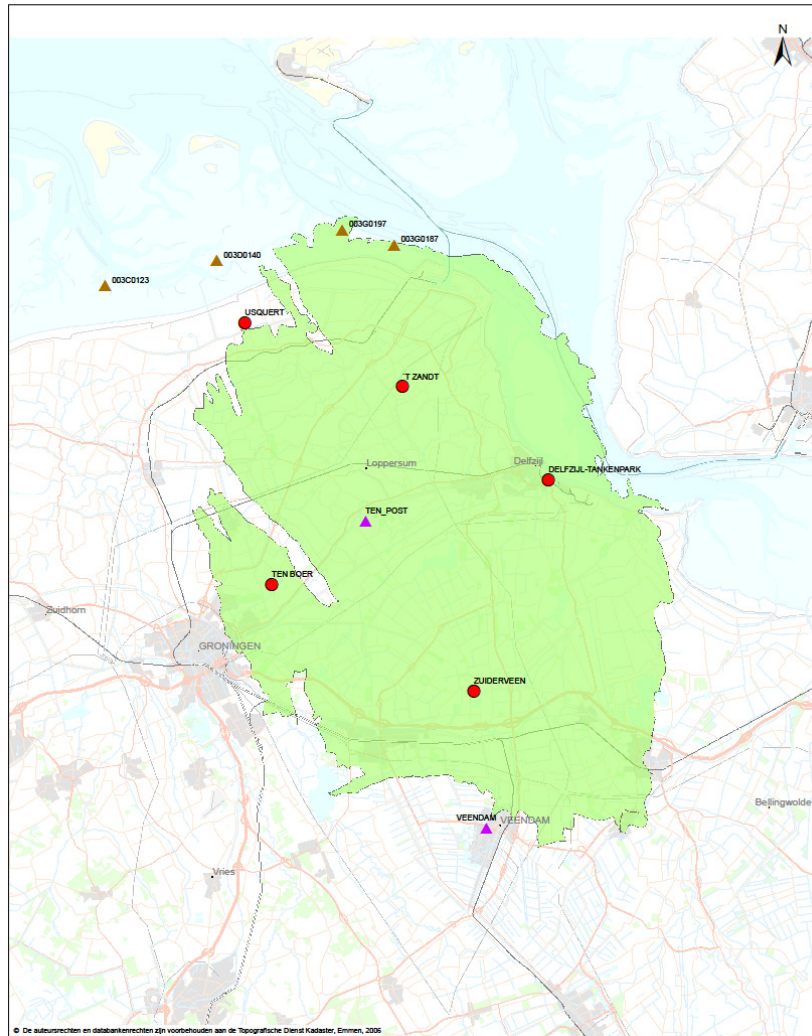 N
003G0197
003G0187
003D0140
003C0123
USQUERT
'T ZANDT
Loppersum
Delfzijl
DELFZIJL-TANKENPARK
TEN_POST
TEN BOER
Zuidhorn
GRONINGEN
ZUIDERVEEN
Bellingwolde
VEENDAM
VEENDAM
Vries
© De auteursrechten en databankenrechten zijn voorbehouden aan de Topografische Dienst Kadaster, Emmen, 2006